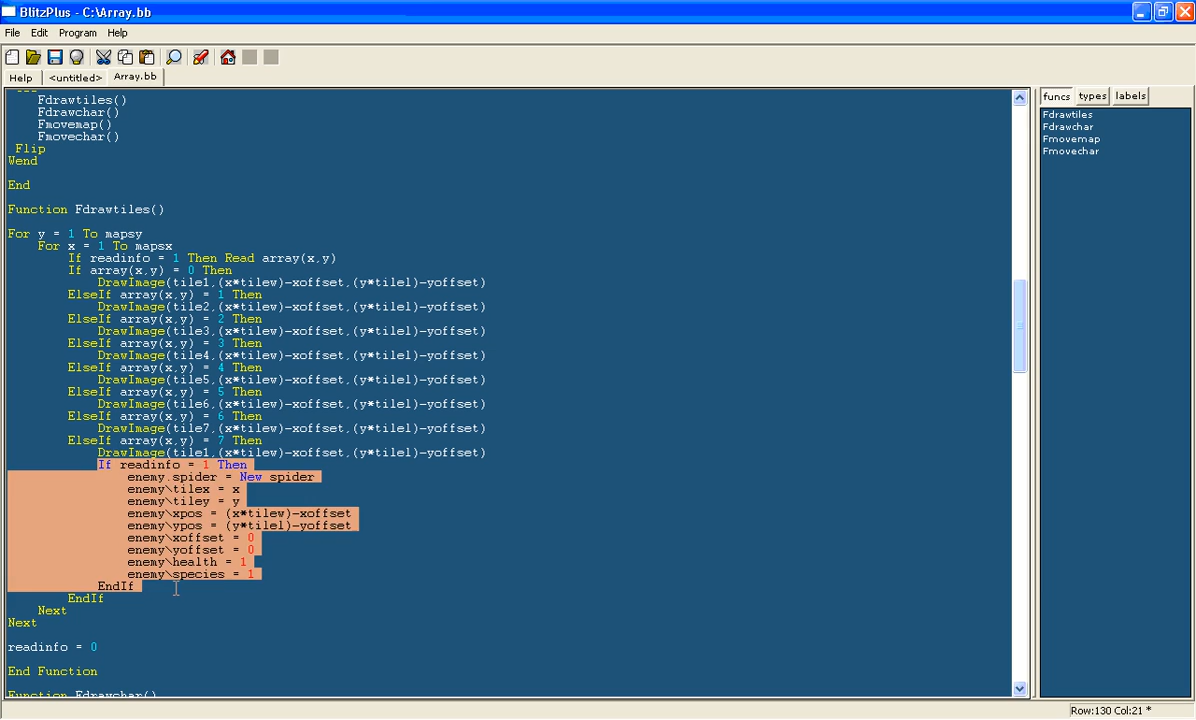 BlitzPlus - C:\Array.bb
File Edit Program Help
Help <untitled> Array.bb
Fdrawtiles()
Fdrawchar()
Fmovemap()
Fmovechar()
Flip
Wend
End
Function Fdrawtiles()
For y = 1 To mapsy
For x = 1 To mapsx
If readinfo = 1 Then Read array(x,y)
If array(x,y) = 0 Then
DrawImage(tile1,(x*tilew)-xoffset,(y*tilel)-yoffset)
ElseIf array(x,y) = 1 Then
DrawImage(tile2,(x*tilew)-xoffset,(y*tilel)-yoffset)
ElseIf array(x,y) = 2 Then
DrawImage(tile3,(x*tilew)-xoffset,(y*tilel)-yoffset)
ElseIf array(x,y) = 3 Then
DrawImage(tile4,(x*tilew)-xoffset,(y*tilel)-yoffset)
ElseIf array(x,y) = 4 Then
DrawImage(tile5,(x*tilew)-xoffset,(y*tilel)-yoffset)
ElseIf array(x,y) = 5 Then
DrawImage(tile6,(x*tilew)-xoffset,(y*tilel)-yoffset)
ElseIf array(x,y) = 6 Then
DrawImage(tile7,(x*tilew)-xoffset,(y*tilel)-yoffset)
ElseIf array(x,y) = 7 Then
DrawImage(tile1,(x*tilew)-xoffset,(y*tilel)-yoffset)
If readinfo = 1 Then
enemy.spider = New spider
enemy\tilex = x
enemy\tiley = y
enemy\xpos = (x*tilew)-xoffset
enemy\ypos = (y*tilel)-yoffset
enemy\xoffset = 0
enemy\yoffset = 0
enemy\health = 1
enemy\species = 1
EndIf
EndIf
Next
Next
readinfo = 0
End Function
Function Fdrawchar()
funcs types labels
Fdrawtiles
Fdrawchar
Fmovemap
Fmovechar
Row:130 Col:21 *